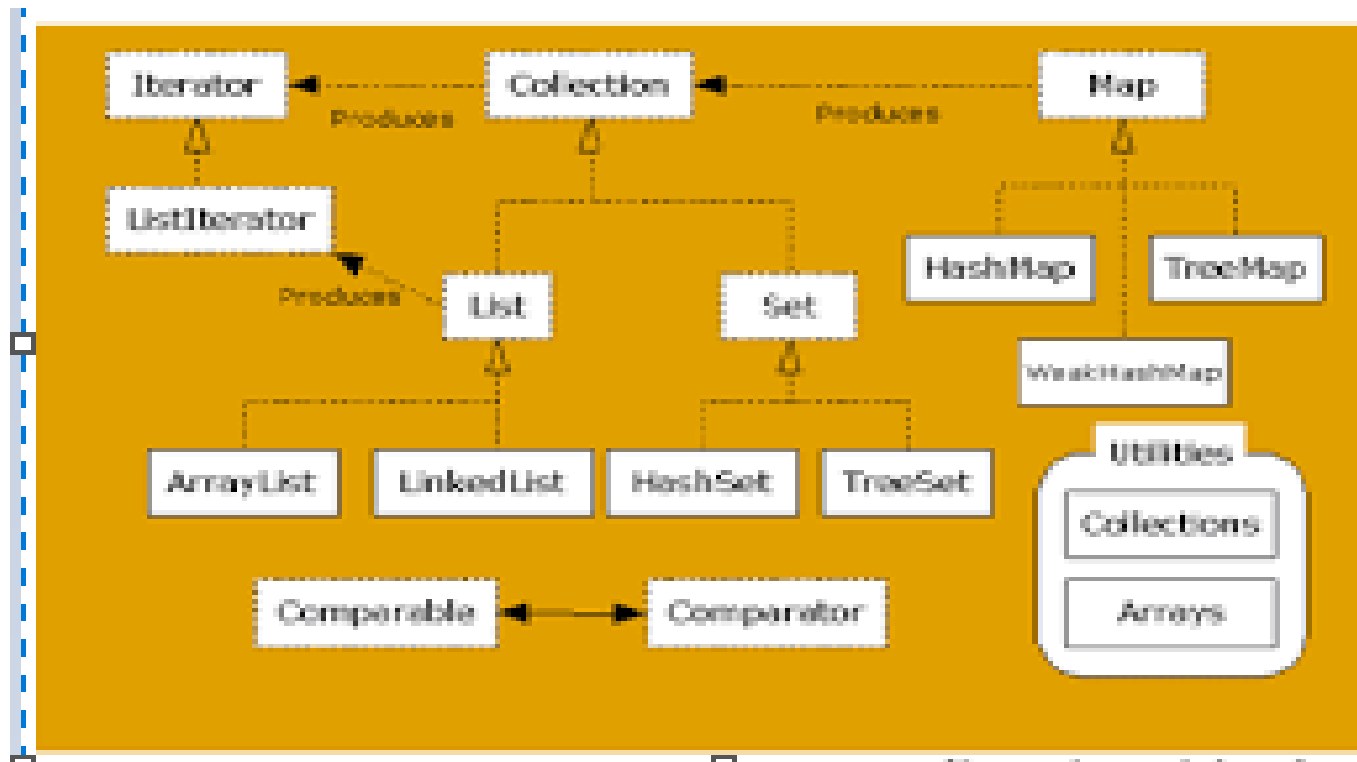 Iterator
Collection
Map
Produces
Produces
ListIterator
HashMap
TreeMap
Produces
List
Set
WeakHashMap
Utilities
ArrayList
LinkedList
HashSet
TreeSet
Collections
Comparable
Comparator
Arrays